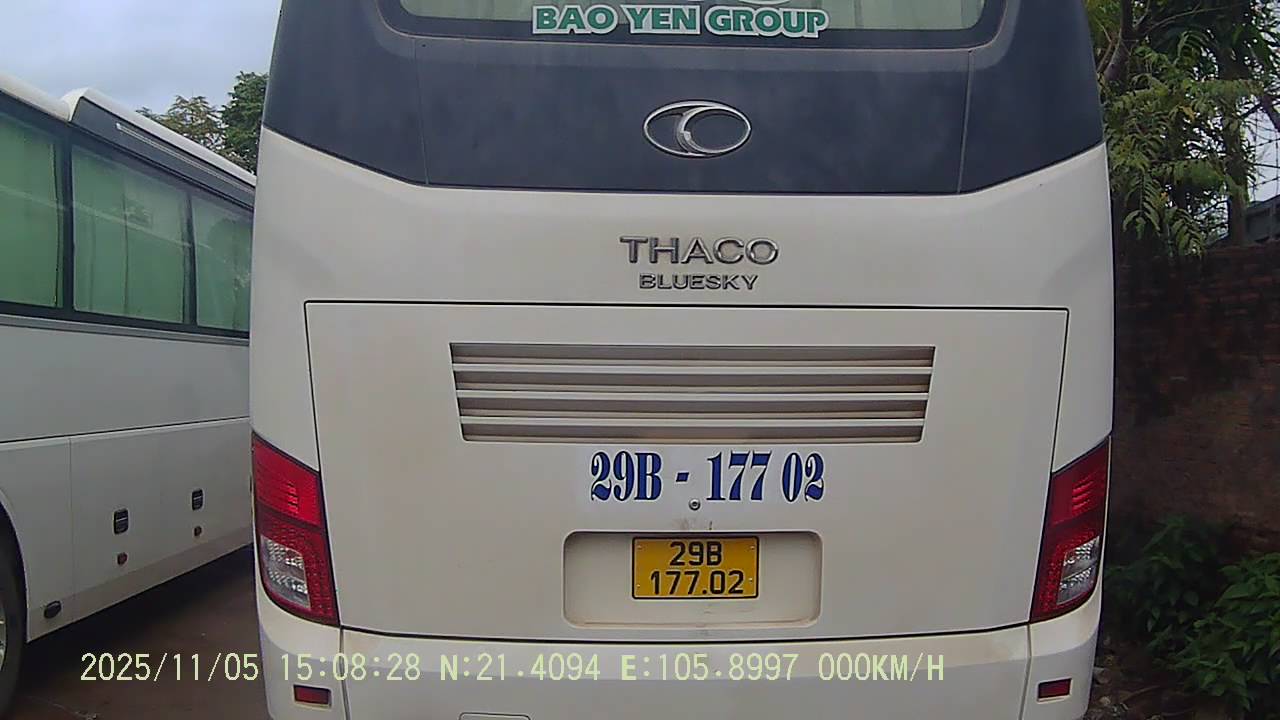 BAO YEN GROUP
THACO
BLUESKY
29B - 177 02
29B
177.02
2025/11/05 15:08:28 N:21.4094 E:105.8997 000KM/H